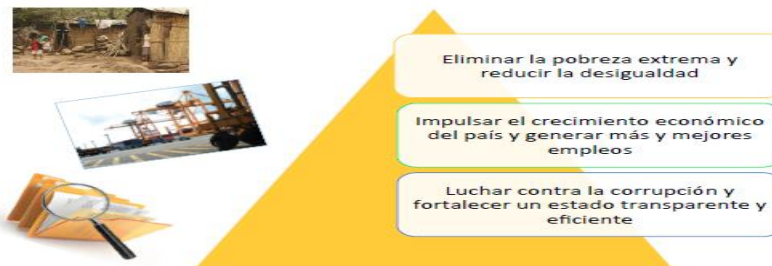 Eliminar la pobreza extrema y
reducir la desigualdad
Impulsar el crecimiento económico
del país y generar más y mejores
empleos
Luchar contra la corrupción y
fortalecer un estado transparente y
eficiente